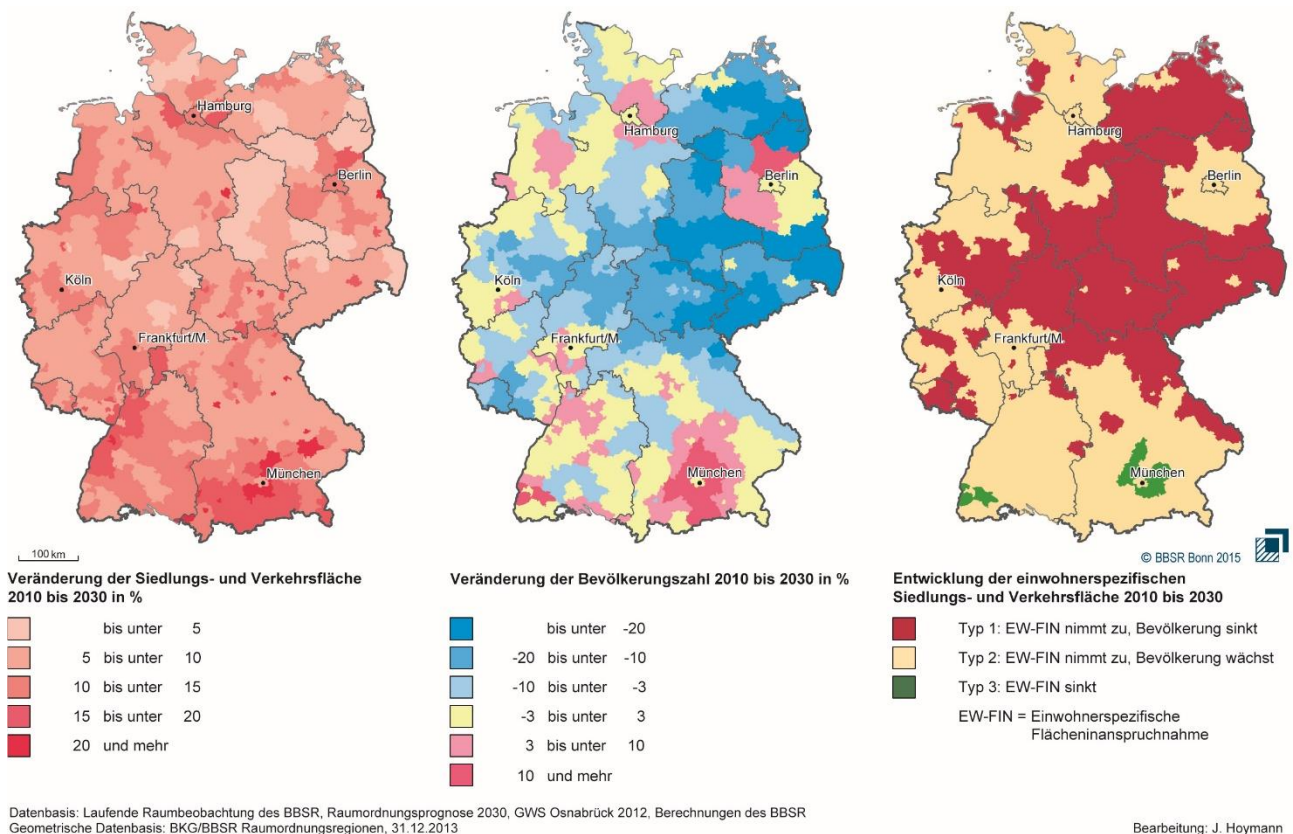 Hamburg
Berlin
Köln
Frankfurt/M.
München
Hamburg
Berlin
Köln
Frankfurt/M.
München
Hamburg
Berlin
Köln
Frankfurt/M.
München
100 km
© BBSR Bonn 2015
Veränderung der Siedlungs- und Verkehrsfläche
2010 bis 2030 in %
bis unter 5
5 bis unter 10
10 bis unter 15
15 bis unter 20
20 und mehr
Veränderung der Bevölkerungszahl 2010 bis 2030 in %
bis unter -20
-20 bis unter -10
-10 bis unter -3
-3 bis unter 3
3 bis unter 10
10 und mehr
Entwicklung der einwohnerspezifischen
Siedlungs- und Verkehrsfläche 2010 bis 2030
Typ 1: EW-FIN nimmt zu, Bevölkerung sinkt
Typ 2: EW-FIN nimmt zu, Bevölkerung wächst
Typ 3: EW-FIN sinkt
EW-FIN = Einwohnerspezifische
Flächeninanspruchnahme
Datenbasis: Laufende Raumbeobachtung des BBSR, Raumordnungsprognose 2030, GWS Osnabrück 2012, Berechnungen des BBSR
Geometrische Datenbasis: BKG/BBSR Raumordnungsregionen, 31.12.2013
Bearbeitung: J. Hoymann